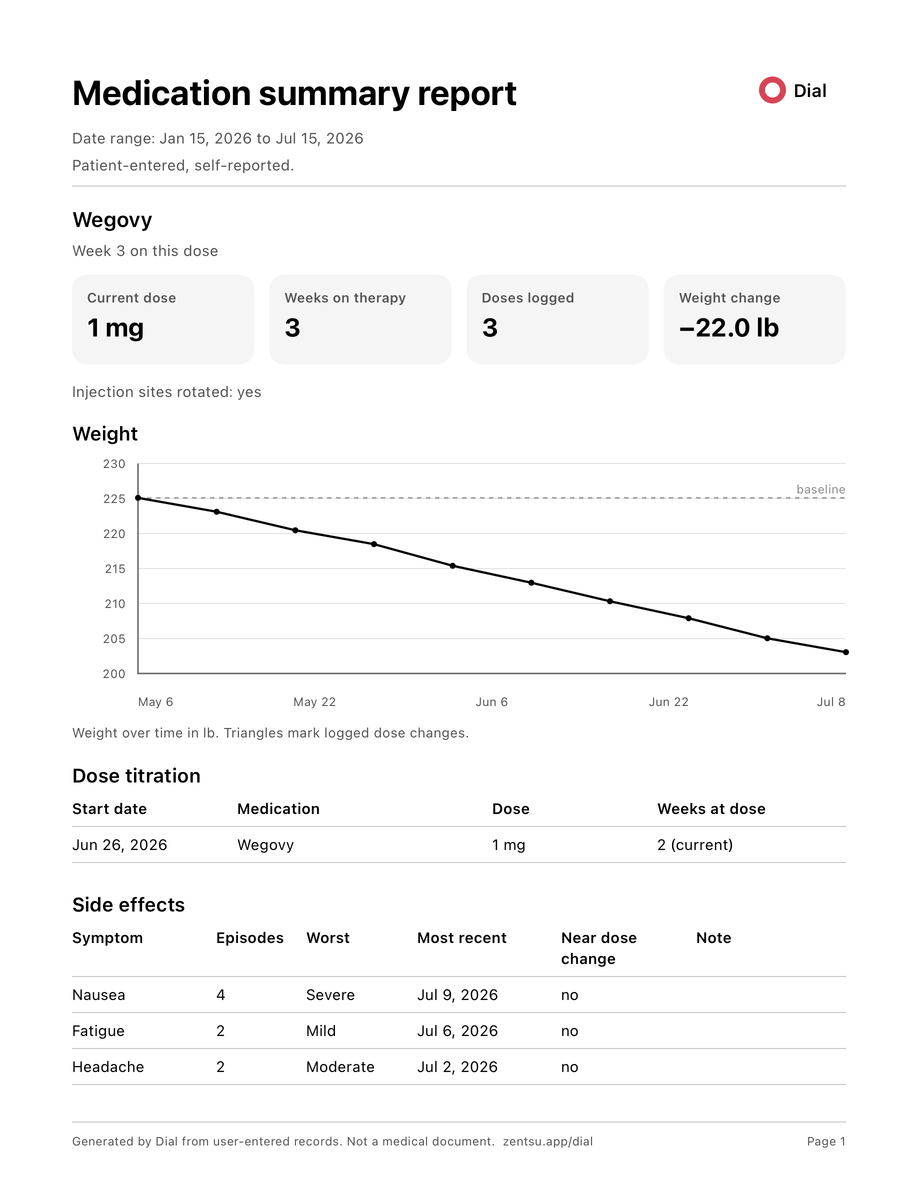 Medication summary report
Dial
Date range: Jan 15, 2026 to Jul 15, 2026
Patient-entered, self-reported.
Wegovy
Week 3 on this dose
Current dose Weeks on therapy Doses logged Weight change
1 mg 3 3 −22.0 lb
Injection sites rotated: yes
Weight
230
baseline
225
220
215
210
205
200
May 6 May 22 Jun 6 Jun 22 Jul 8
Weight over time in lb. Triangles mark logged dose changes.
Dose titration
Start date Medication Dose Weeks at dose
Jun 26, 2026 Wegovy 1 mg 2 (current)
Side effects
Symptom Episodes Worst Most recent Near dose change Note
Nausea 4 Severe Jul 9, 2026 no
Fatigue 2 Mild Jul 6, 2026 no
Headache 2 Moderate Jul 2, 2026 no
Generated by Dial from user-entered records. Not a medical document. zentsu.app/dial Page 1